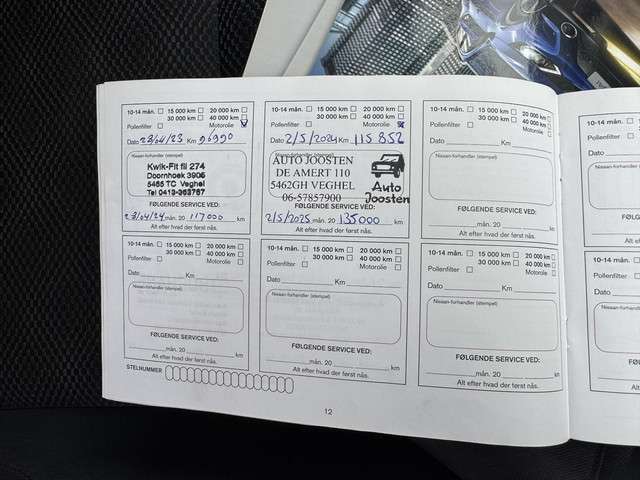 10-14 mån. 15 000 km 20 000 km
30 000 km 40 000 km
Pollenfilter Motorolie
Dato 23/04/23 Km 96990
Kwik-Fit fil 274
Doornhoek 3905
5465 TC Veghel
Tel 0413-363767
FØLGENDE SERVICE VED:
23/04/24 mån. 20 117000 km
Alt efter hvad der først nås.
10-14 mån. 15 000 km 20 000 km
30 000 km 40 000 km
Pollenfilter Motorolie
Dato 2/5/2024 Km 115 852
Nissan-forhandler (stempel)
AUTO JOOSTEN
DE AMERT 110
5462GH VEGHEL
06-57857900
Auto
Joosten
FØLGENDE SERVICE VED:
2/5/2025 mån. 20 135000 km
Alt efter hvad der først nås.
10-14 mån. 15 000 km 20 000 km
30 000 km 40 000 km
Pollenfilter Motorolie
Dato Km
Nissan-forhandler (stempel)
FØLGENDE SERVICE VED:
mån. 20 km
Alt efter hvad der først nås.
10-14 mån. 15 000 km 20 000 km
30 000 km 40 000 km
Pollenfilter Motorolie
Dato Km
Nissan-forhandler (stempel)
FØLGENDE SERVICE VED:
mån. 20 km
Alt efter hvad der først nås.
10-14 mån. 15 000 km 20 000 km
30 000 km 40 000 km
Pollenfilter Motorolie
Dato Km
Nissan-forhandler (stempel)
FØLGENDE SERVICE VED:
mån. 20 km
Alt efter hvad der først nås.
10-14 mån. 15 000 km 20 000 km
30 000 km 40 000 km
Pollenfilter Motorolie
Dato Km
Nissan-forhandler (stempel)
FØLGENDE SERVICE VED:
mån. 20 km
Alt efter hvad der først nås.
STELNUMMER
12